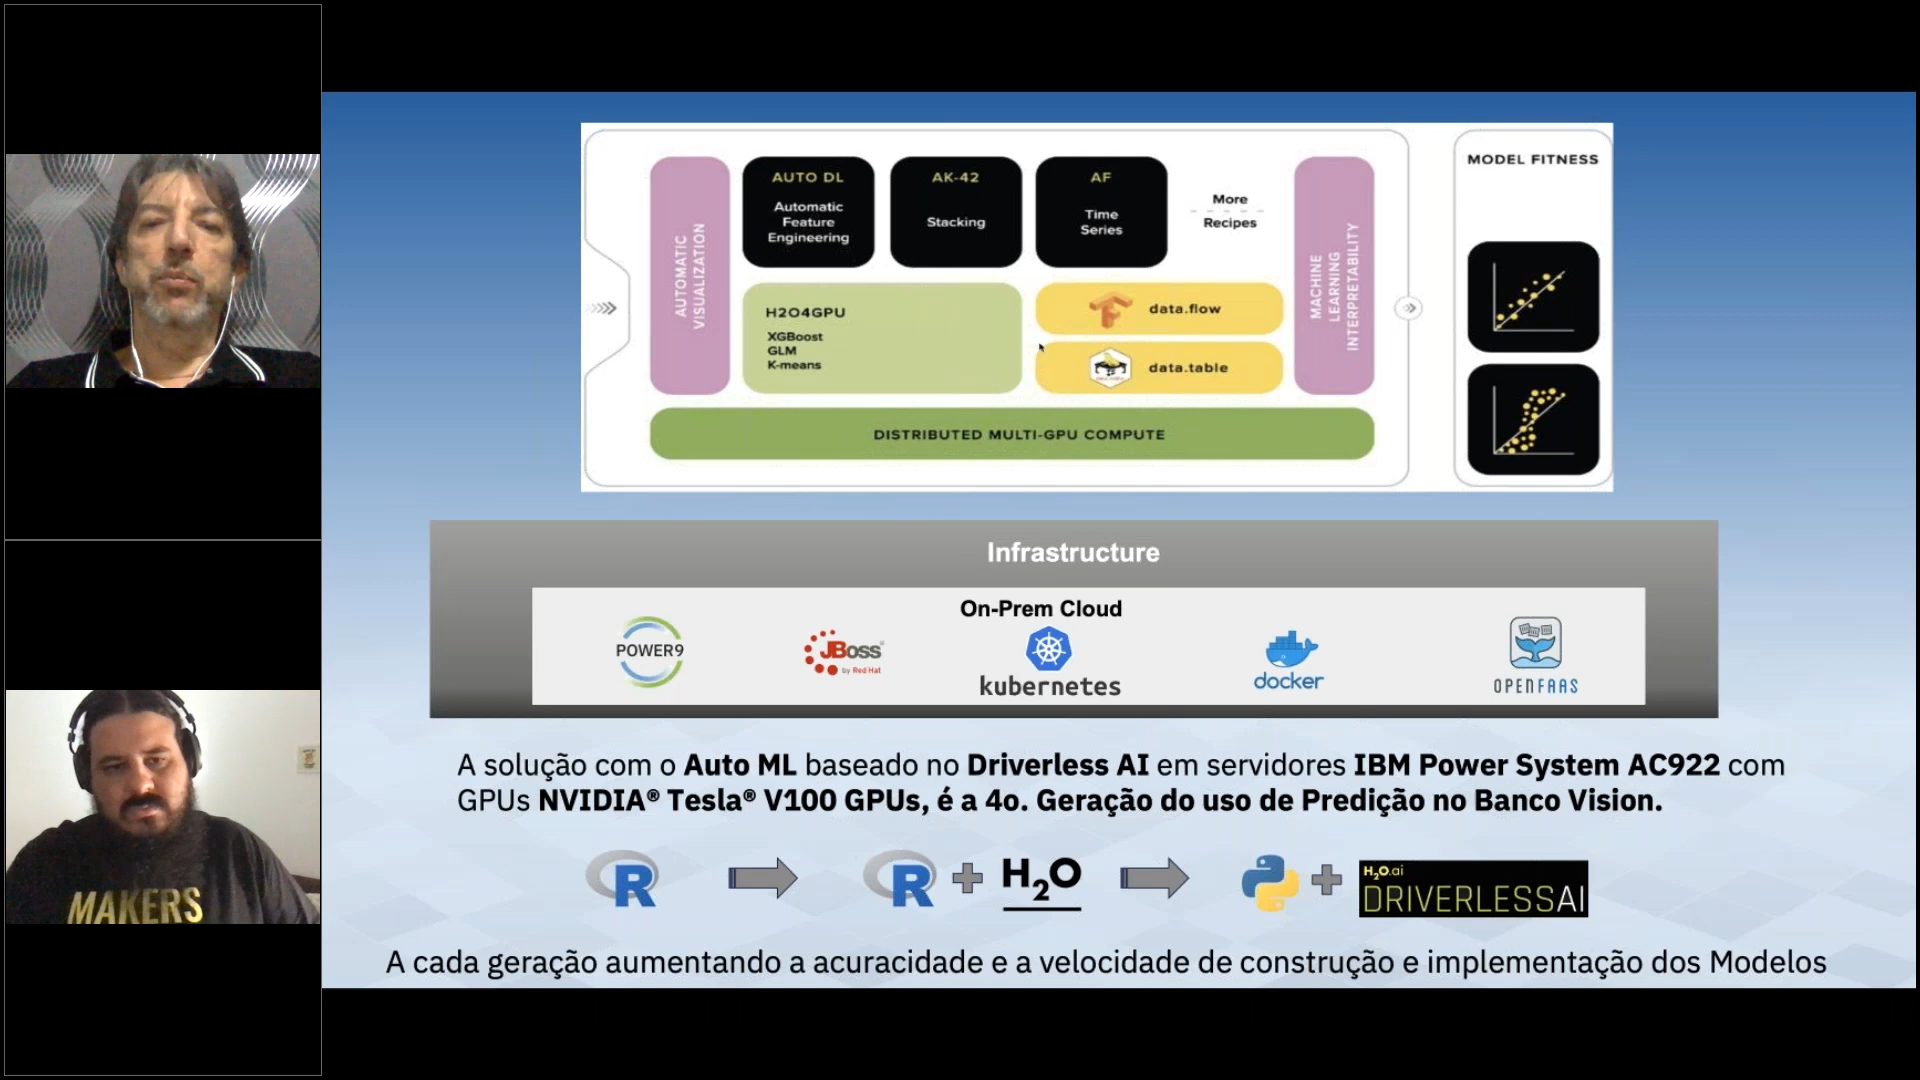 AUTOMATIC
VISUALIZATION
AUTO DL
Automatic
Feature
Engineering
AK-42
Stacking
AF
Time
Series
More
Recipes
H2O4GPU
XGBoost
GLM
K-means
data.flow
data.table
MACHINE
LEARNING
INTERPRETABILITY
DISTRIBUTED MULTI-GPU COMPUTE
MODEL FITNESS
Infrastructure
On-Prem Cloud
POWER9
JBoss
by Red Hat
kubernetes
docker
OPENFAAS
A solução com o Auto ML baseado no Driverless AI em servidores IBM Power System AC922 com
GPUs NVIDIA® Tesla® V100 GPUs, é a 4o. Geração do uso de Predição no Banco Vision.
R
R + H2O
+ H2O.ai
DRIVERLESSAI
A cada geração aumentando a acuracidade e a velocidade de construção e implementação dos Modelos
MAKERS